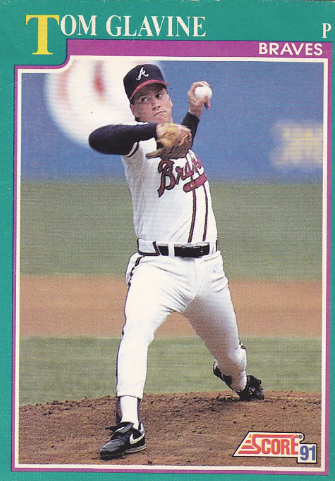 TOM GLAVINE P
BRAVES
A
Braves
SCORE 91